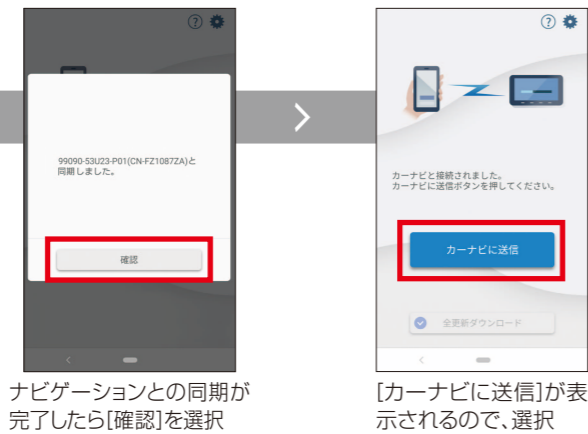 99090-53U23-P01(CN-FZ1087ZA)と
同期しました。
確認
ナビゲーションとの同期が
完了したら[確認]を選択
カーナビと接続されました。
カーナビに送信ボタンを押してください。
カーナビに送信
全更新ダウンロード
[カーナビに送信]が表
示されるので、選択